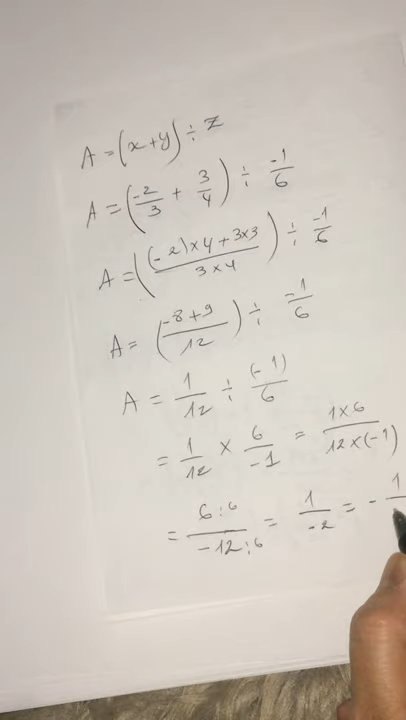 A = (x+y) ÷ z
A = (-2/3 + 3/4) ÷ -1/6
A = ((-2)×4 + 3×3 / 3×4) ÷ -1/6
A = (-8+9 / 12) ÷ -1/6
A = 1/12 ÷ (-1)/6
= 1/12 × 6/-1 = 1×6 / 12×(-1)
= 6:6 / -12:6 = 1/-2 = - 1